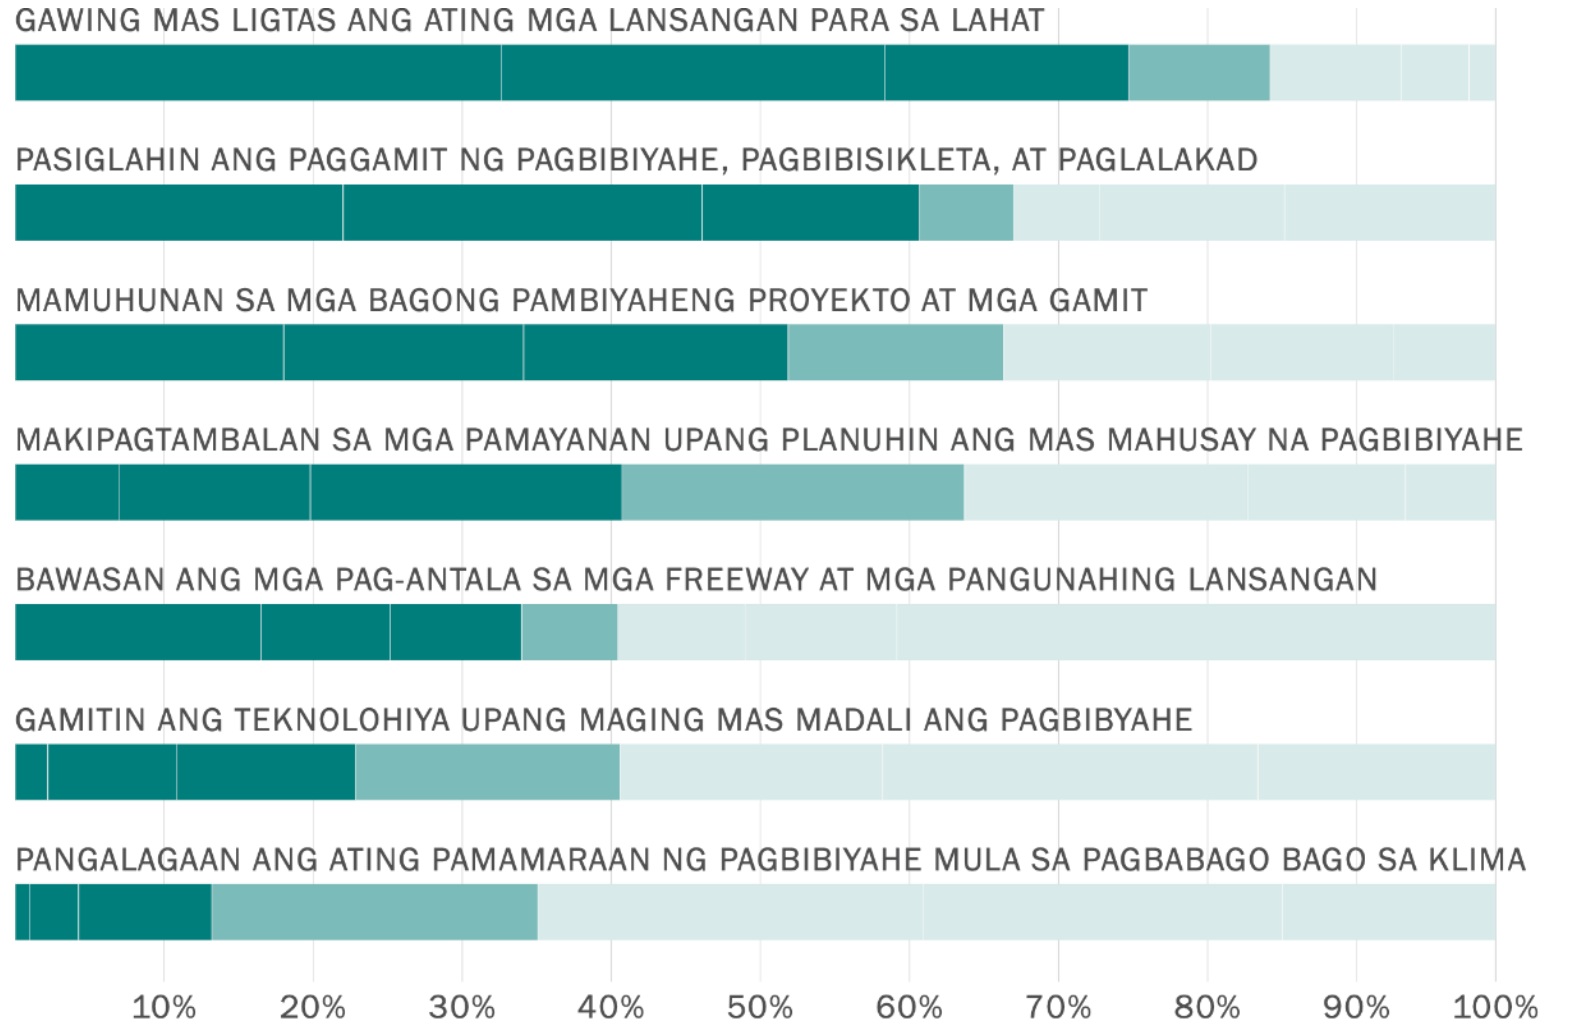 GAWING MAS LIGTAS ANG ATING MGA LANSANGAN PARA SA LAHAT
PASIGLAHIN ANG PAGGAMIT NG PAGBIBIYAHE, PAGBIBISIKLETA, AT PAGLALAKAD
MAMUHUNAN SA MGA BAGONG PAMBIYAHENG PROYEKTO AT MGA GAMIT
MAKIPAGTAMBALAN SA MGA PAMAYANAN UPANG PLANUHIN ANG MAS MAHUSAY NA PAGBIBIYAHE
BAWASAN ANG MGA PAG-ANTALA SA MGA FREEWAY AT MGA PANGUNAHING LANSANGAN
GAMITIN ANG TEKNOLOHIYA UPANG MAGING MAS MADALI ANG PAGBIBYAHE
PANGALAGAAN ANG ATING PAMAMARAAN NG PAGBIBIYAHE MULA SA PAGBABAGO BAGO SA KLIMA
10% 20% 30% 40% 50% 60% 70% 80% 90% 100%